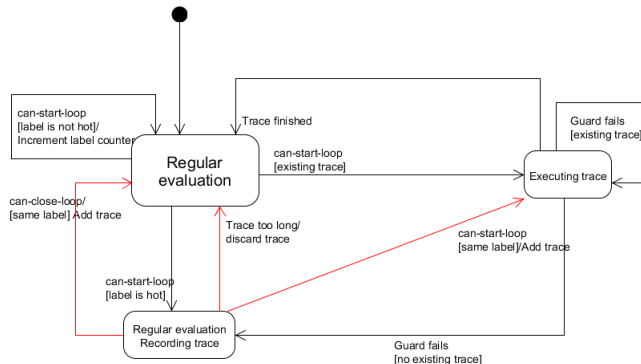 can-start-loop
[label is not hot]/
Increment label counter
Trace finished
Guard fails
[existing trace]
Regular
evaluation
can-start-loop
[existing trace]
Executing trace
can-close-loop/
[same label] Add trace
Trace too long/
discard trace
can-start-loop
[same label]/Add trace
can-start-loop
[label is hot]
Regular evaluation
Recording trace
Guard fails
[no existing trace]